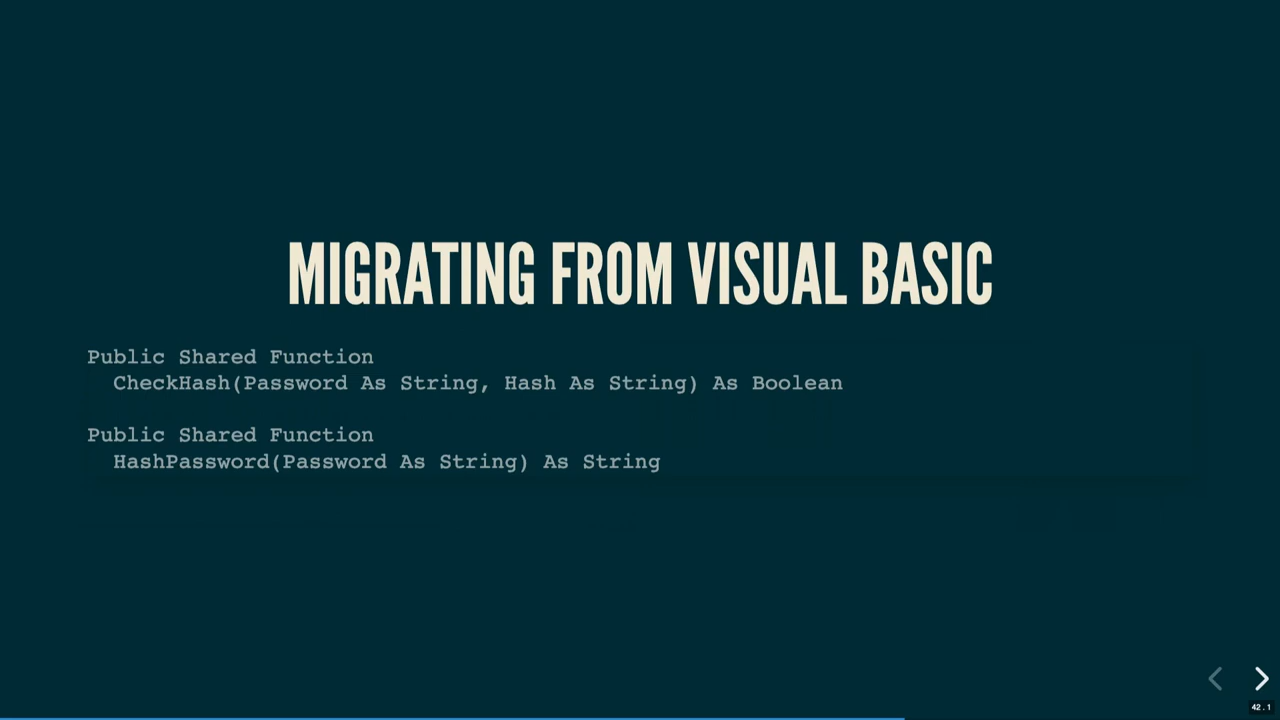 MIGRATING FROM VISUAL BASIC
Public Shared Function
  CheckHash(Password As String, Hash As String) As Boolean
Public Shared Function
  HashPassword(Password As String) As String
42.1